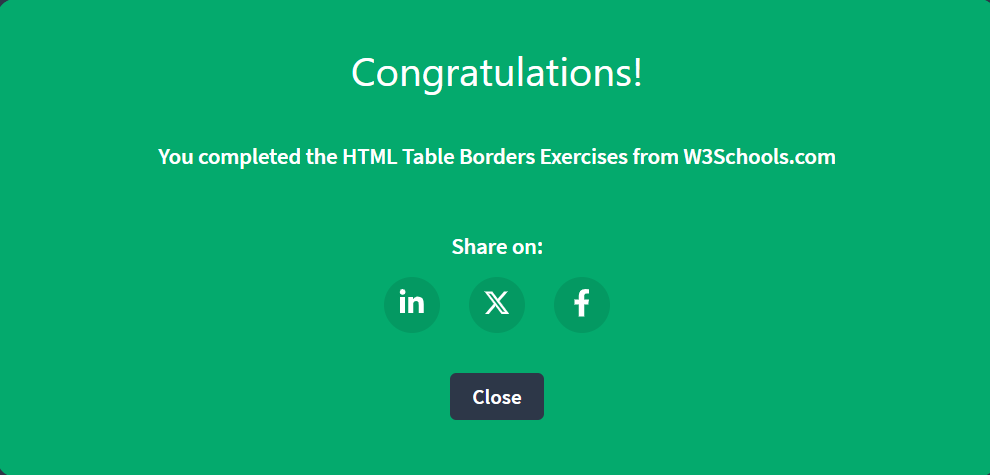 Congratulations!
You completed the HTML Table Borders Exercises from W3Schools.com
Share on:
in X f
Close